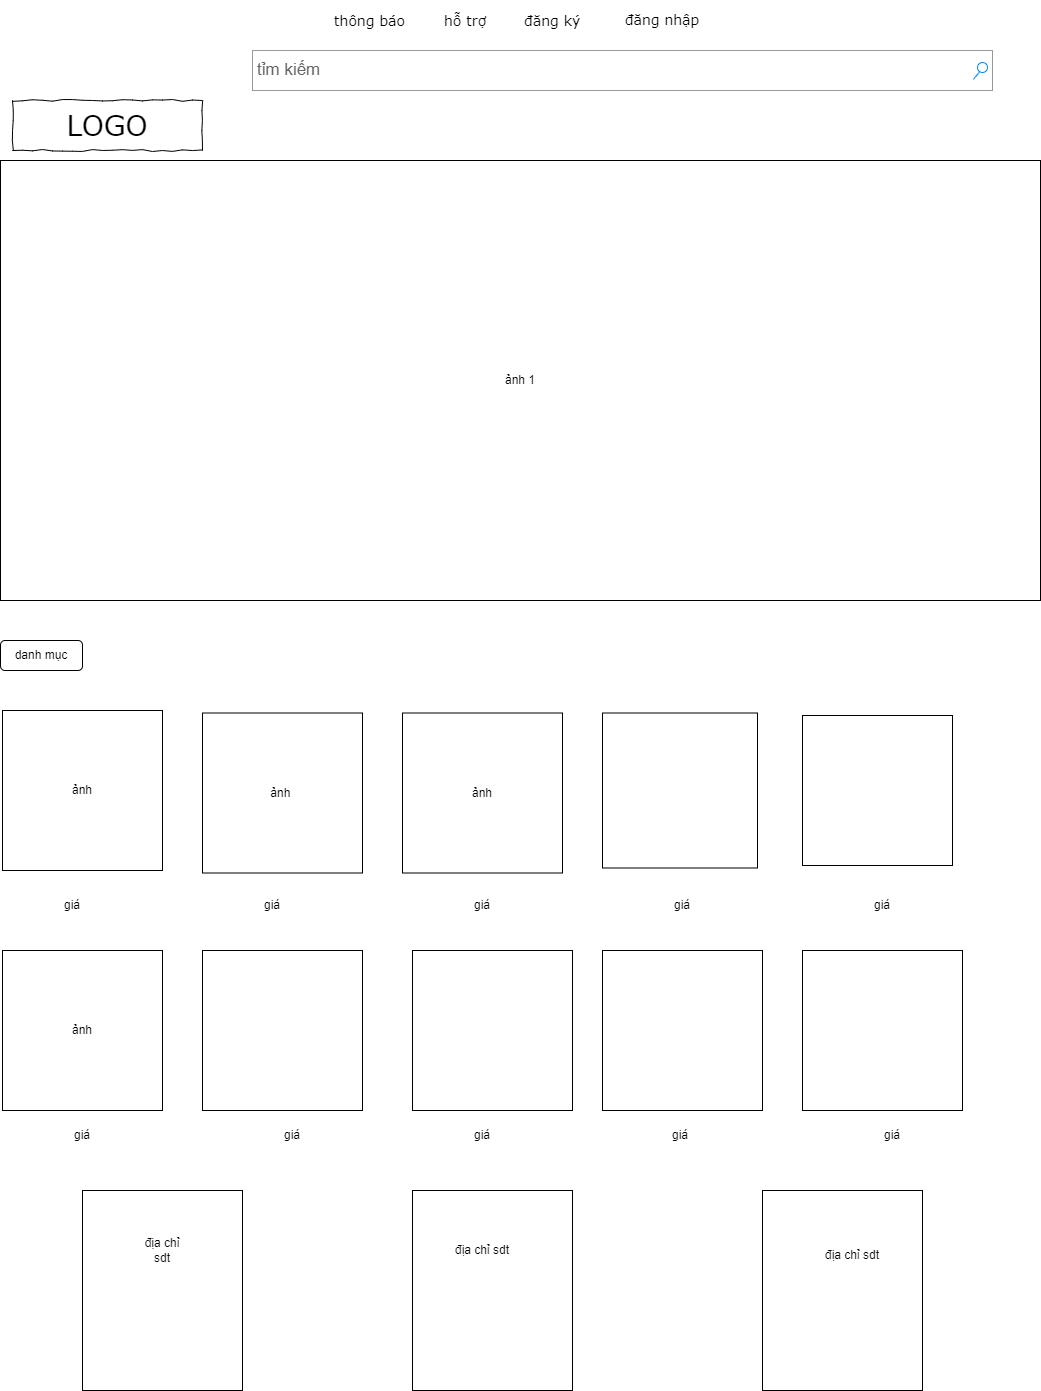 thông báo
hỗ trợ
đăng ký
đăng nhập
tìm kiếm
LOGO
ảnh 1
danh mục
ảnh
ảnh
ảnh
giá
giá
giá
giá
giá
ảnh
giá
giá
giá
giá
giá
địa chỉ
sdt
địa chỉ sdt
địa chỉ sdt